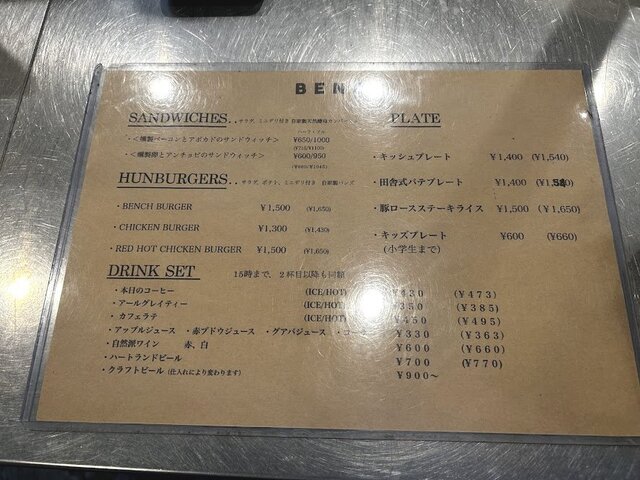 BEN
SANDWICHES.. サラダ、ミニデリ付き 自家製天然酵母カンパーニュ
ハーフ・フル
・<燻製ベーコンとアボカドのサンドウィッチ> ¥650/1000
(¥715/¥1100)
・<燻製卵とアンチョビのサンドウィッチ> ¥600/950
(¥660/¥1045)
HUNBURGERS.. サラダ、ポテト、ミニデリ付き 自家製バンズ
・BENCH BURGER ¥1,500 (¥1,650)
・CHICKEN BURGER ¥1,300 (¥1,430)
・RED HOT CHICKEN BURGER ¥1,500 (¥1,650)
PLATE
・キッシュプレート ¥1,400 (¥1,540)
・田舎式パテプレート ¥1,400
・豚ロースステーキライス ¥1,500 (¥1,650)
・キッズプレート ¥600 (¥660)
(小学生まで)
DRINK SET 15時まで、2杯目以降も同額
・本日のコーヒー (ICE/HOT) ¥430 (¥473)
・アールグレイティー (ICE/HOT) ¥350 (¥385)
・カフェラテ (ICE/HOT) ¥450 (¥495)
・アップルジュース ・赤ブドウジュース ・グアバジュース ・コーラ ¥330 (¥363)
・自然派ワイン 赤、白 ¥600 (¥660)
・ハートランドビール ¥700 (¥770)
・クラフトビール (仕入れにより変わります) ¥900〜